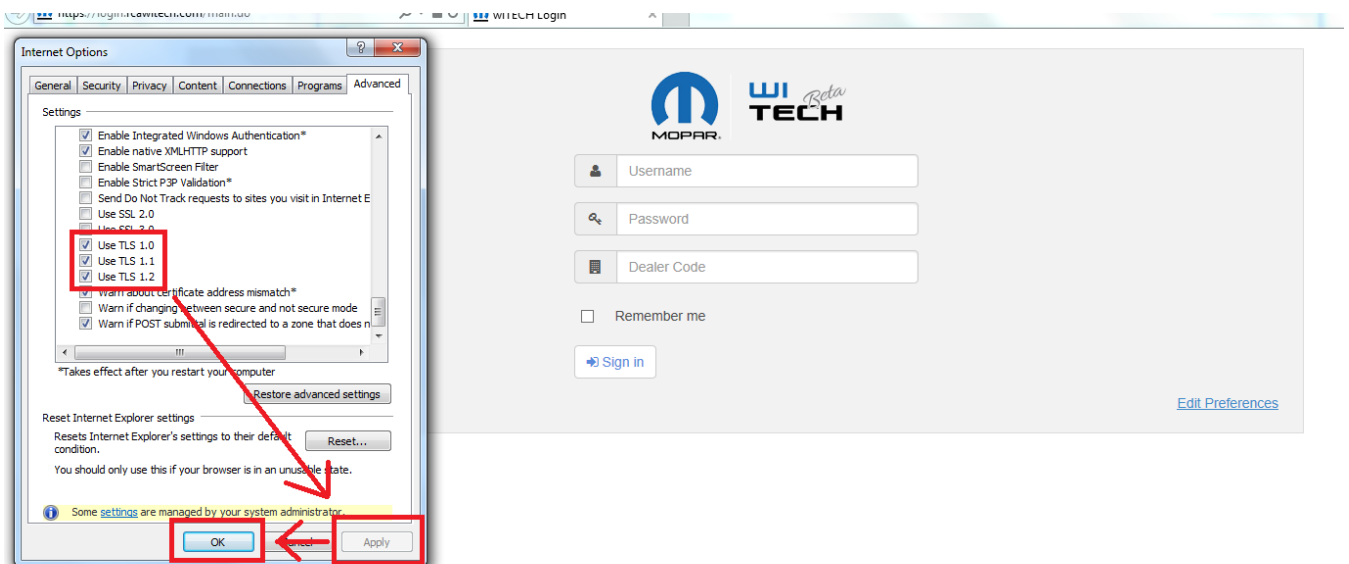 https://login.fcawitech.com/main.do
wiTECH Login
Internet Options
General Security Privacy Content Connections Programs Advanced
Settings
Enable Integrated Windows Authentication*
Enable native XMLHTTP support
Enable SmartScreen Filter
Enable Strict P3P Validation*
Send Do Not Track requests to sites you visit in Internet E
Use SSL 2.0
Use SSL 3.0
Use TLS 1.0
Use TLS 1.1
Use TLS 1.2
Warn about certificate address mismatch*
Warn if changing between secure and not secure mode
Warn if POST submittal is redirected to a zone that does n
*Takes effect after you restart your computer
Restore advanced settings
Reset Internet Explorer settings
Resets Internet Explorer's settings to their default
condition.
Reset...
You should only use this if your browser is in an unusable state.
Some settings are managed by your system administrator.
OK
Cancel
Apply
MOPAR.
WI Beta
TECH
Username
Password
Dealer Code
Remember me
Sign in
Edit Preferences